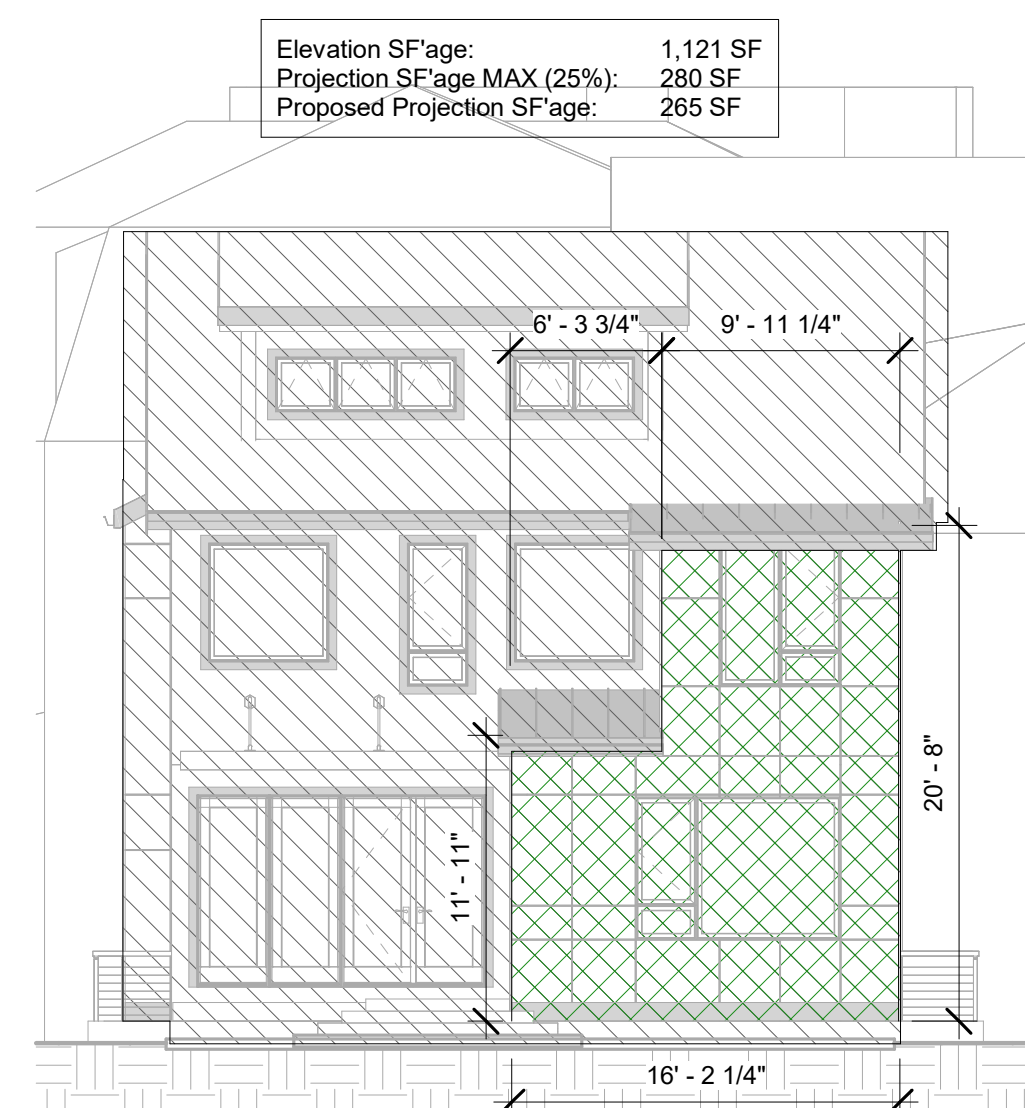 Elevation SF'age: 1,121 SF
Projection SF'age MAX (25%): 280 SF
Proposed Projection SF'age: 265 SF
6' - 3 3/4" 9' - 11 1/4"
20' - 8"
11' - 11"
16' - 2 1/4"